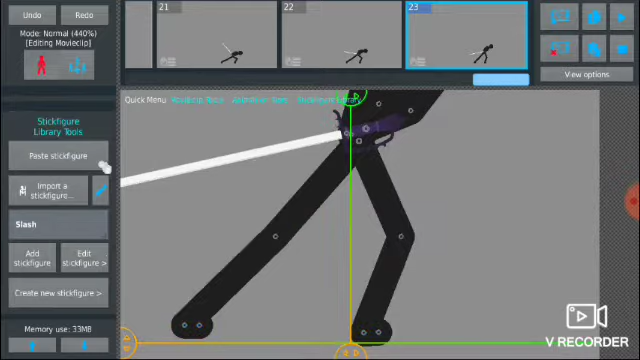 Undo
Redo
Mode: Normal (440%)
[Editing Movieclip]
21
22
23
View options
Quick Menu
Stickfigure
Library Tools
Paste stickfigure
Import a
stickfigure...
Slash
Add
stickfigure
Edit
stickfigure >
Create new stickfigure >
Memory use: 33MB
V RECORDER